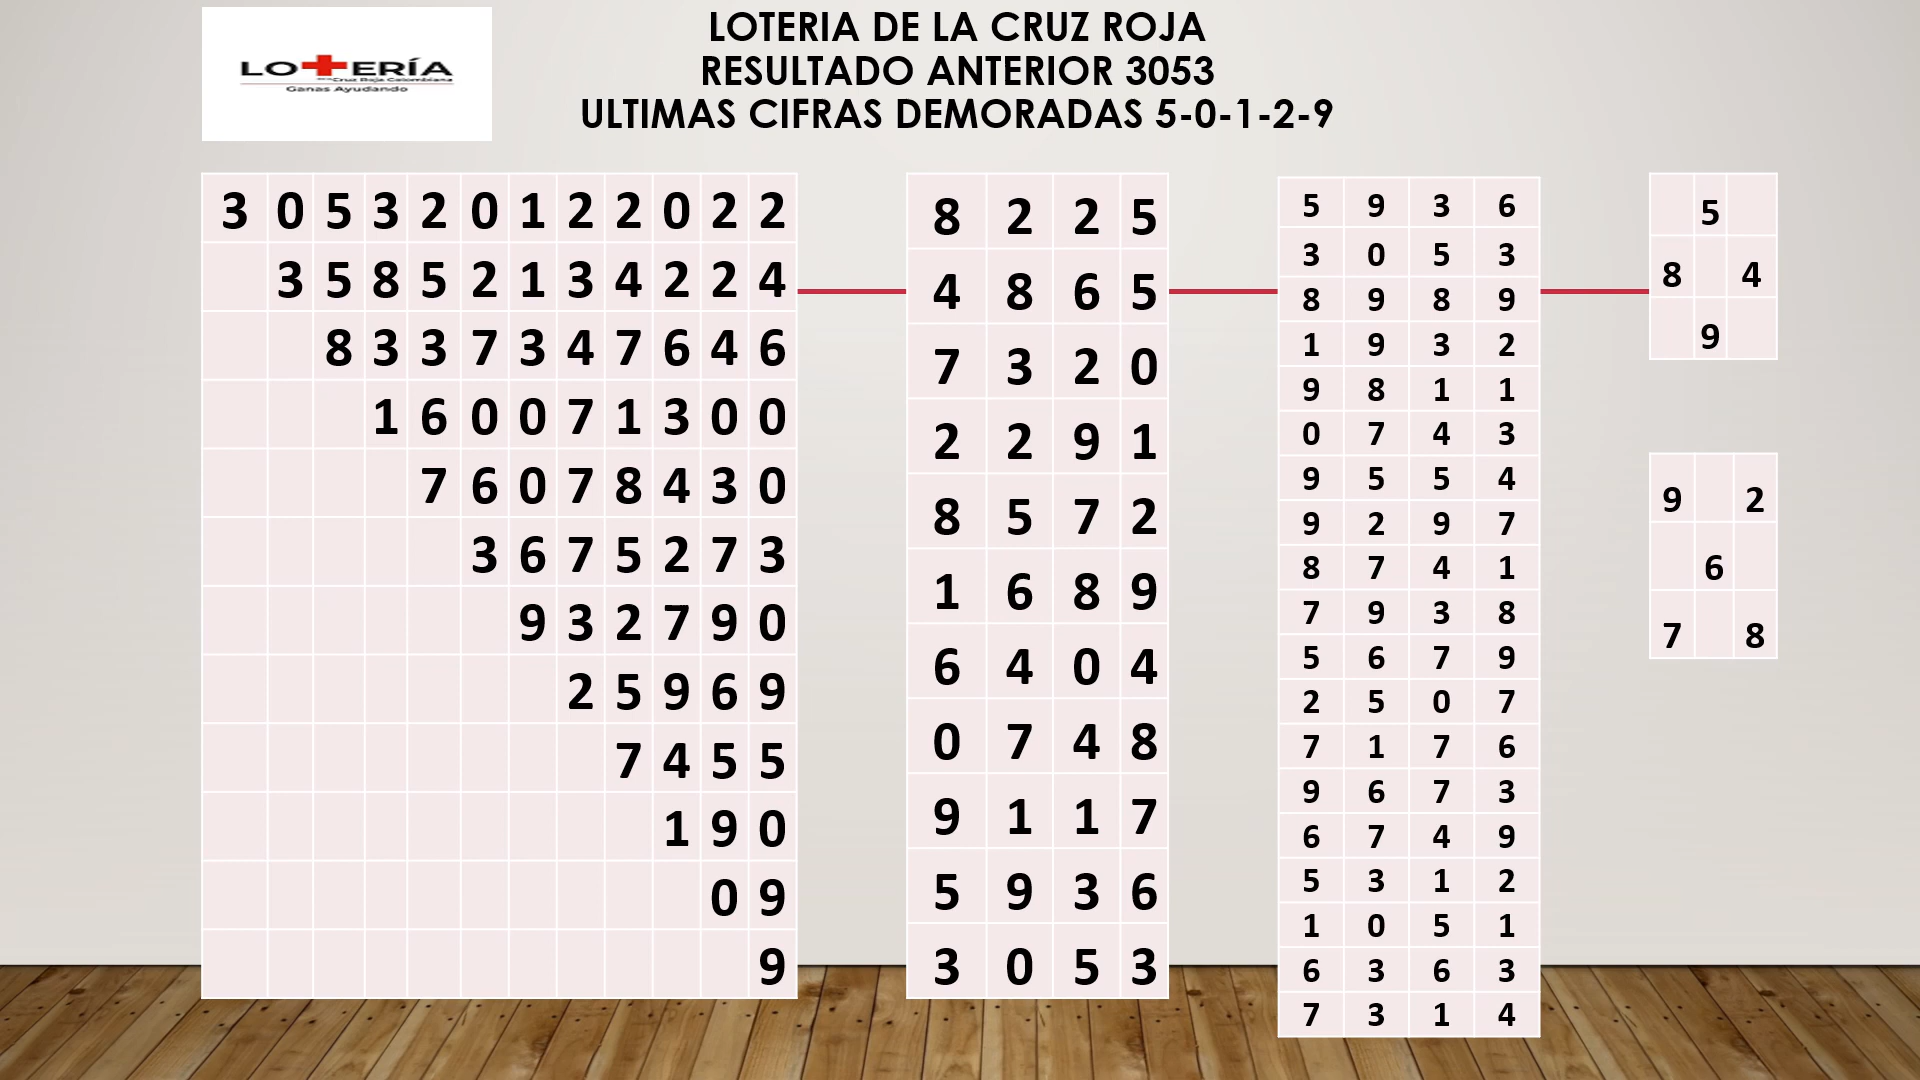 LOTERÍA
de la Cruz Roja Colombiana
Ganas Ayudando
LOTERIA DE LA CRUZ ROJA
RESULTADO ANTERIOR 3053
ULTIMAS CIFRAS DEMORADAS 5-0-1-2-9
3 0 5 3 2 0 1 2 2 0 2 2
3 5 8 5 2 1 3 4 2 2 4
8 3 3 7 3 4 7 6 4 6
1 6 0 0 7 1 3 0 0
7 6 0 7 8 4 3 0
3 6 7 5 2 7 3
9 3 2 7 9 0
2 5 9 6 9
7 4 5 5
1 9 0
0 9
9
8 2 2 5
4 8 6 5
7 3 2 0
2 2 9 1
8 5 7 2
1 6 8 9
6 4 0 4
0 7 4 8
9 1 1 7
5 9 3 6
3 0 5 3
5 9 3 6
3 0 5 3
8 9 8 9
1 9 3 2
9 8 1 1
0 7 4 3
9 5 5 4
9 2 9 7
8 7 4 1
7 9 3 8
5 6 7 9
2 5 0 7
7 1 7 6
9 6 7 3
6 7 4 9
5 3 1 2
1 0 5 1
6 3 6 3
7 3 1 4
5
8 4
9
9 2
6
7 8